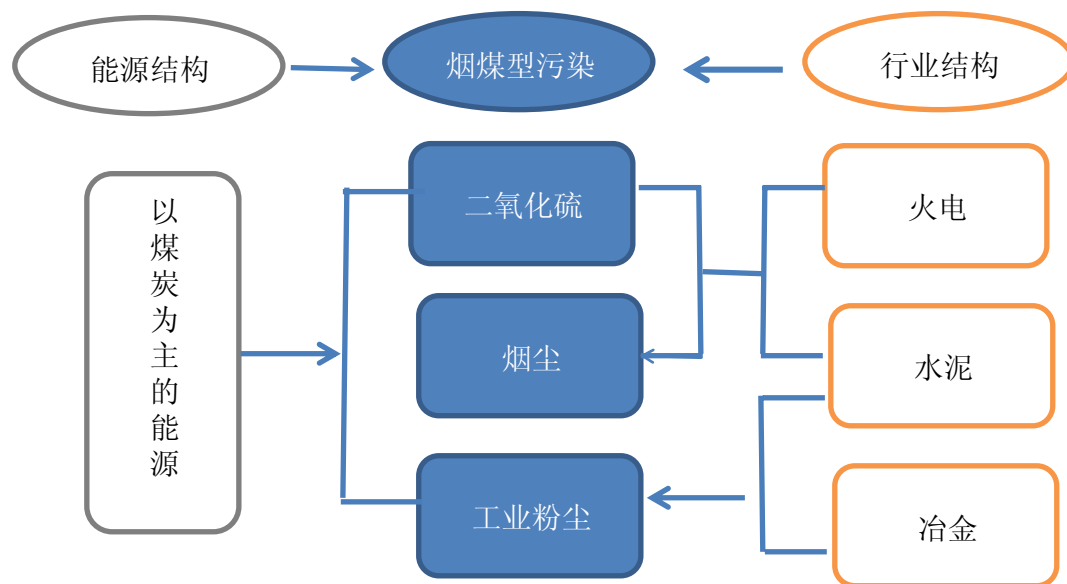 能源结构
烟煤型污染
行业结构
以煤炭为主的能源
二氧化硫
火电
烟尘
水泥
工业粉尘
冶金